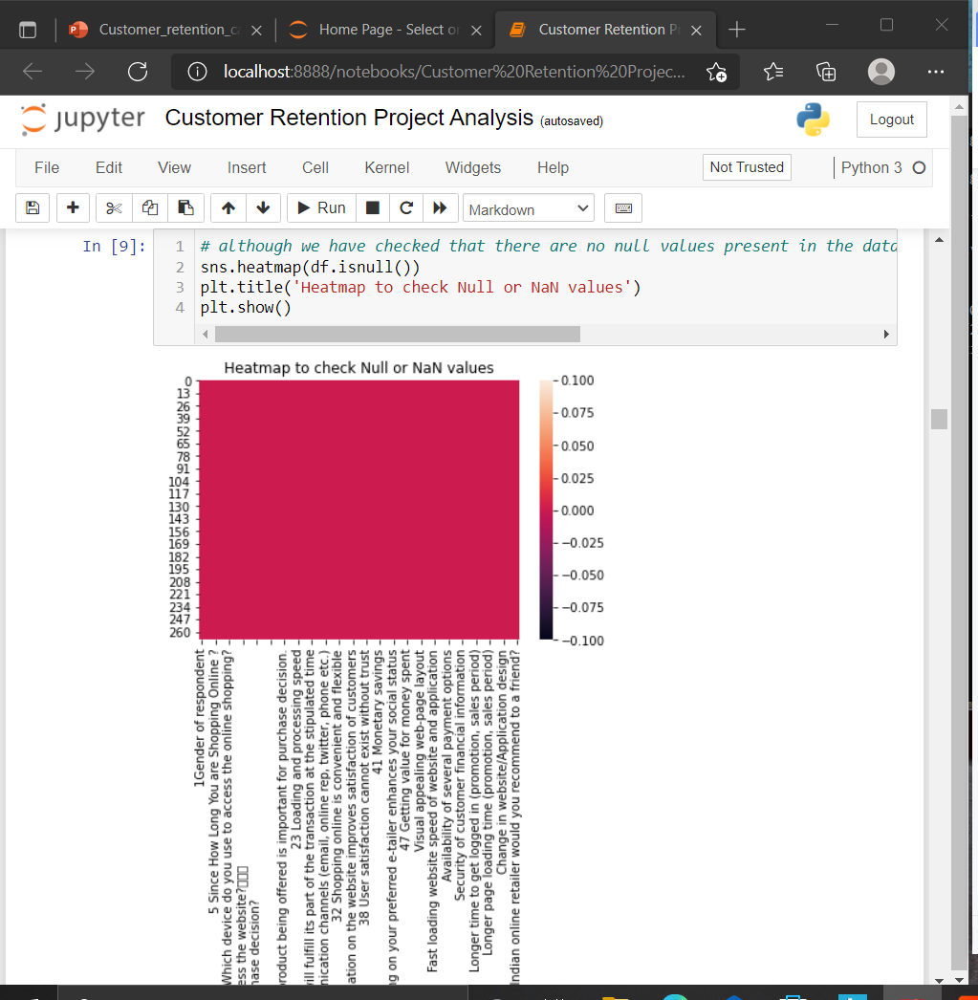 Customer_retention_c
Home Page - Select or
Customer Retention P
localhost:8888/notebooks/Customer%20Retention%20Projec...
jupyter
Customer Retention Project Analysis (autosaved)
Logout
File Edit View Insert Cell Kernel Widgets Help
Not Trusted
Python 3
Run
Markdown
In [9]:
1 # although we have checked that there are no null values present in the data
2 sns.heatmap(df.isnull())
3 plt.title('Heatmap to check Null or NaN values')
4 plt.show()
Heatmap to check Null or NaN values
0
13
26
39
52
65
78
91
104
117
130
143
156
169
182
195
208
221
234
247
260
0.100
0.075
0.050
0.025
0.000
−0.025
−0.050
−0.075
−0.100
1Gender of respondent
5 Since How Long You are Shopping Online ?
Which device do you use to access the online shopping?
ess the website?
hase decision?
product being offered is important for purchase decision.
23 Loading and processing speed
ill fulfill its part of the transaction at the stipulated time
nication channels (email, online rep, twitter, phone etc.)
32 Shopping online is convenient and flexible
ation on the website improves satisfaction of customers
38 User satisfaction cannot exist without trust
41 Monetary savings
ng on your preferred e-tailer enhances your social status
47 Getting value for money spent
Visual appealing web-page layout
Fast loading website speed of website and application
Availability of several payment options
Security of customer financial information
Longer time to get logged in (promotion, sales period)
Longer page loading time (promotion, sales period)
Change in website/Application design
Indian online retailer would you recommend to a friend?